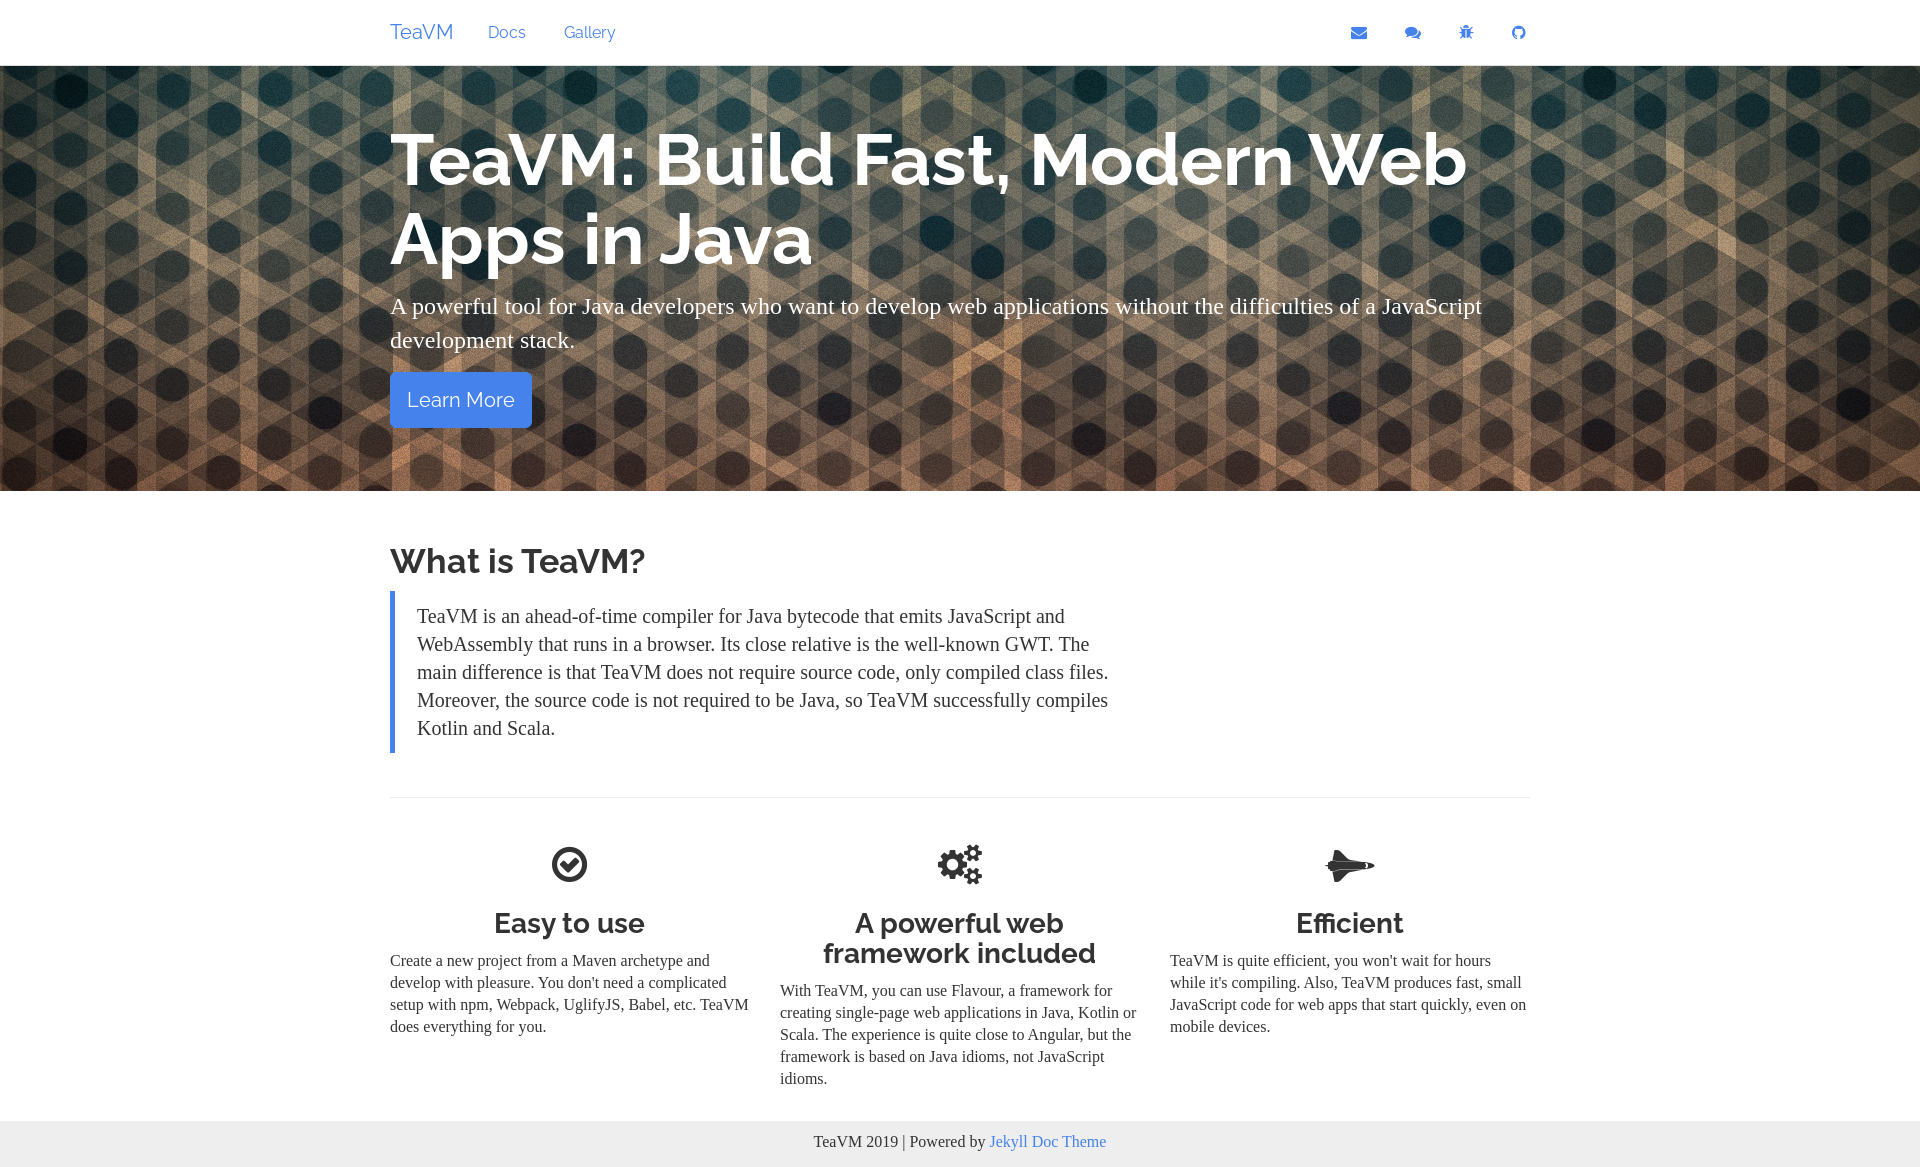 TeaVM Docs Gallery
TeaVM: Build Fast, Modern Web
Apps in Java
A powerful tool for Java developers who want to develop web applications without the difficulties of a JavaScript
development stack.
Learn More
What is TeaVM?
TeaVM is an ahead-of-time compiler for Java bytecode that emits JavaScript and
WebAssembly that runs in a browser. Its close relative is the well-known GWT. The
main difference is that TeaVM does not require source code, only compiled class files.
Moreover, the source code is not required to be Java, so TeaVM successfully compiles
Kotlin and Scala.
Easy to use
Create a new project from a Maven archetype and
develop with pleasure. You don't need a complicated
setup with npm, Webpack, UglifyJS, Babel, etc. TeaVM
does everything for you.
A powerful web
framework included
With TeaVM, you can use Flavour, a framework for
creating single-page web applications in Java, Kotlin or
Scala. The experience is quite close to Angular, but the
framework is based on Java idioms, not JavaScript
idioms.
Efficient
TeaVM is quite efficient, you won't wait for hours
while it's compiling. Also, TeaVM produces fast, small
JavaScript code for web apps that start quickly, even on
mobile devices.
TeaVM 2019 | Powered by Jekyll Doc Theme